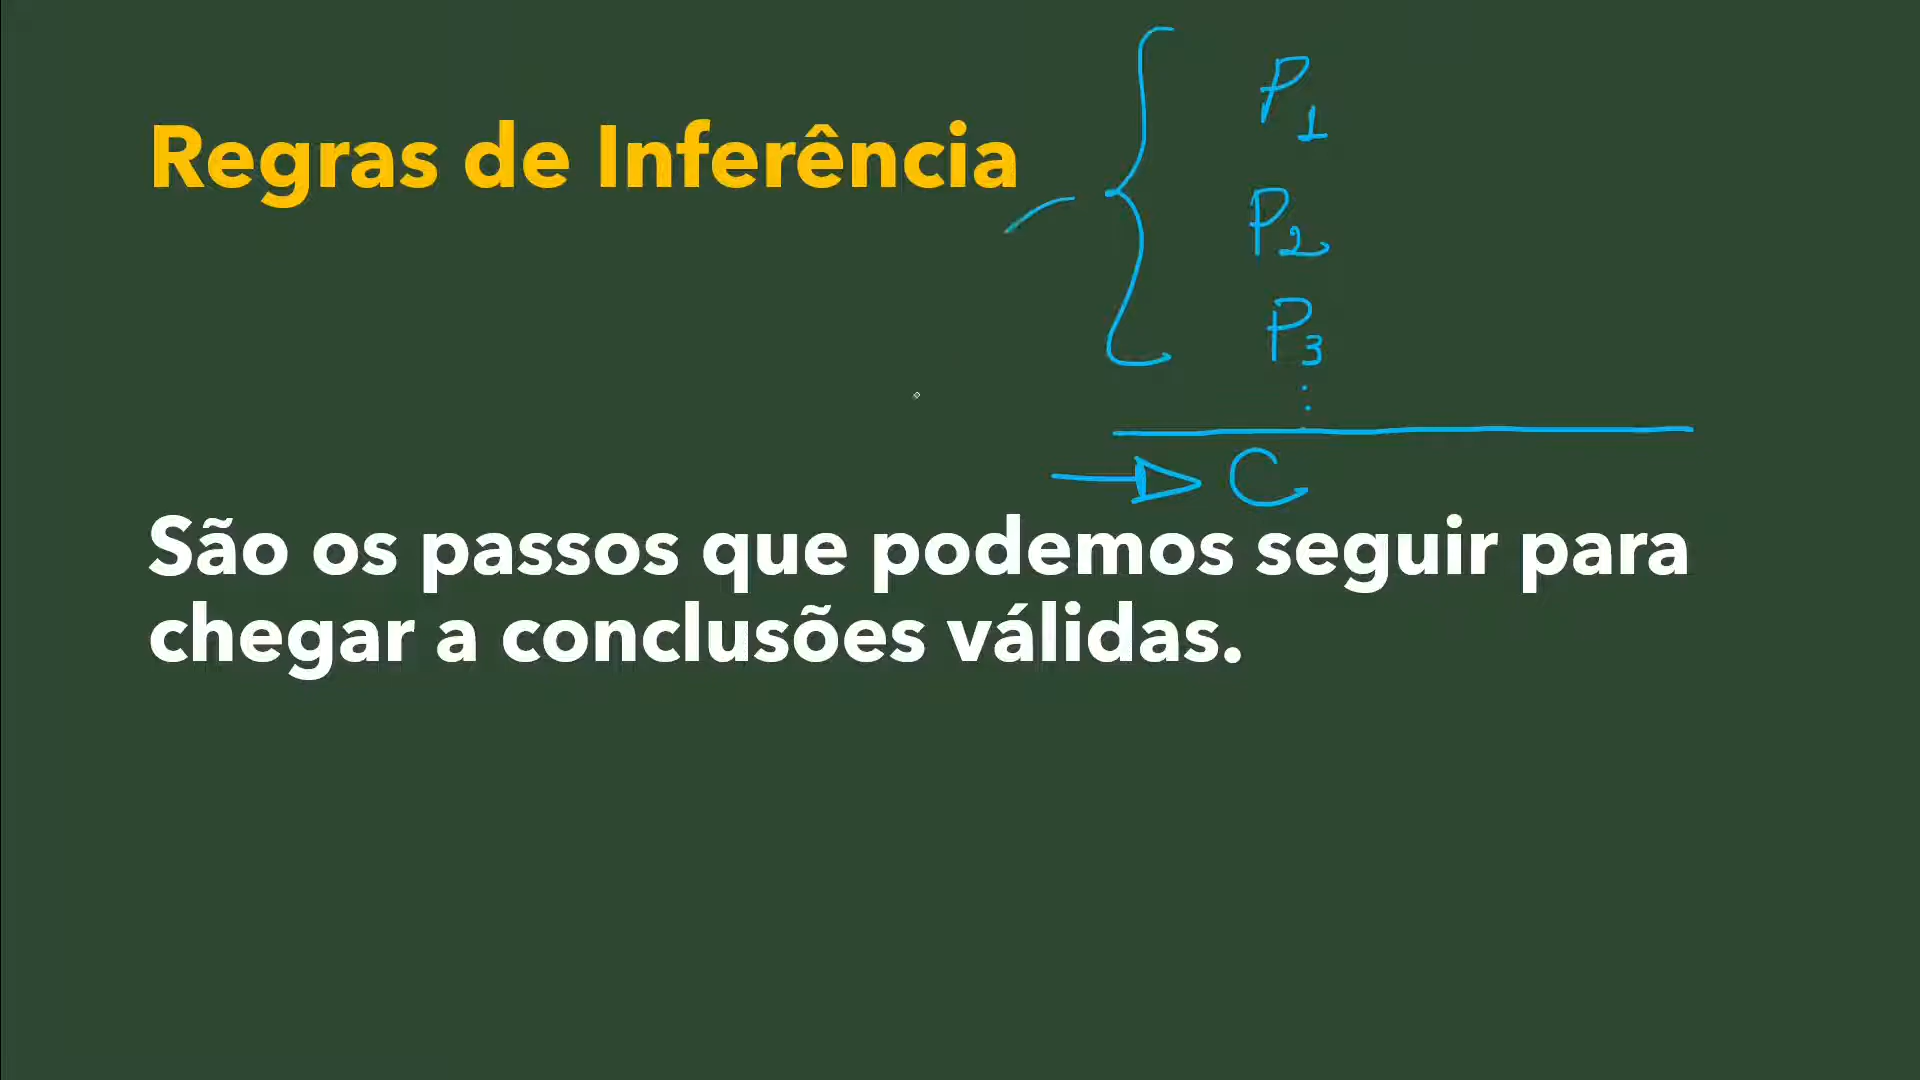 Regras de Inferência
P1
P2
P3
⋮
C
São os passos que podemos seguir para
chegar a conclusões válidas.